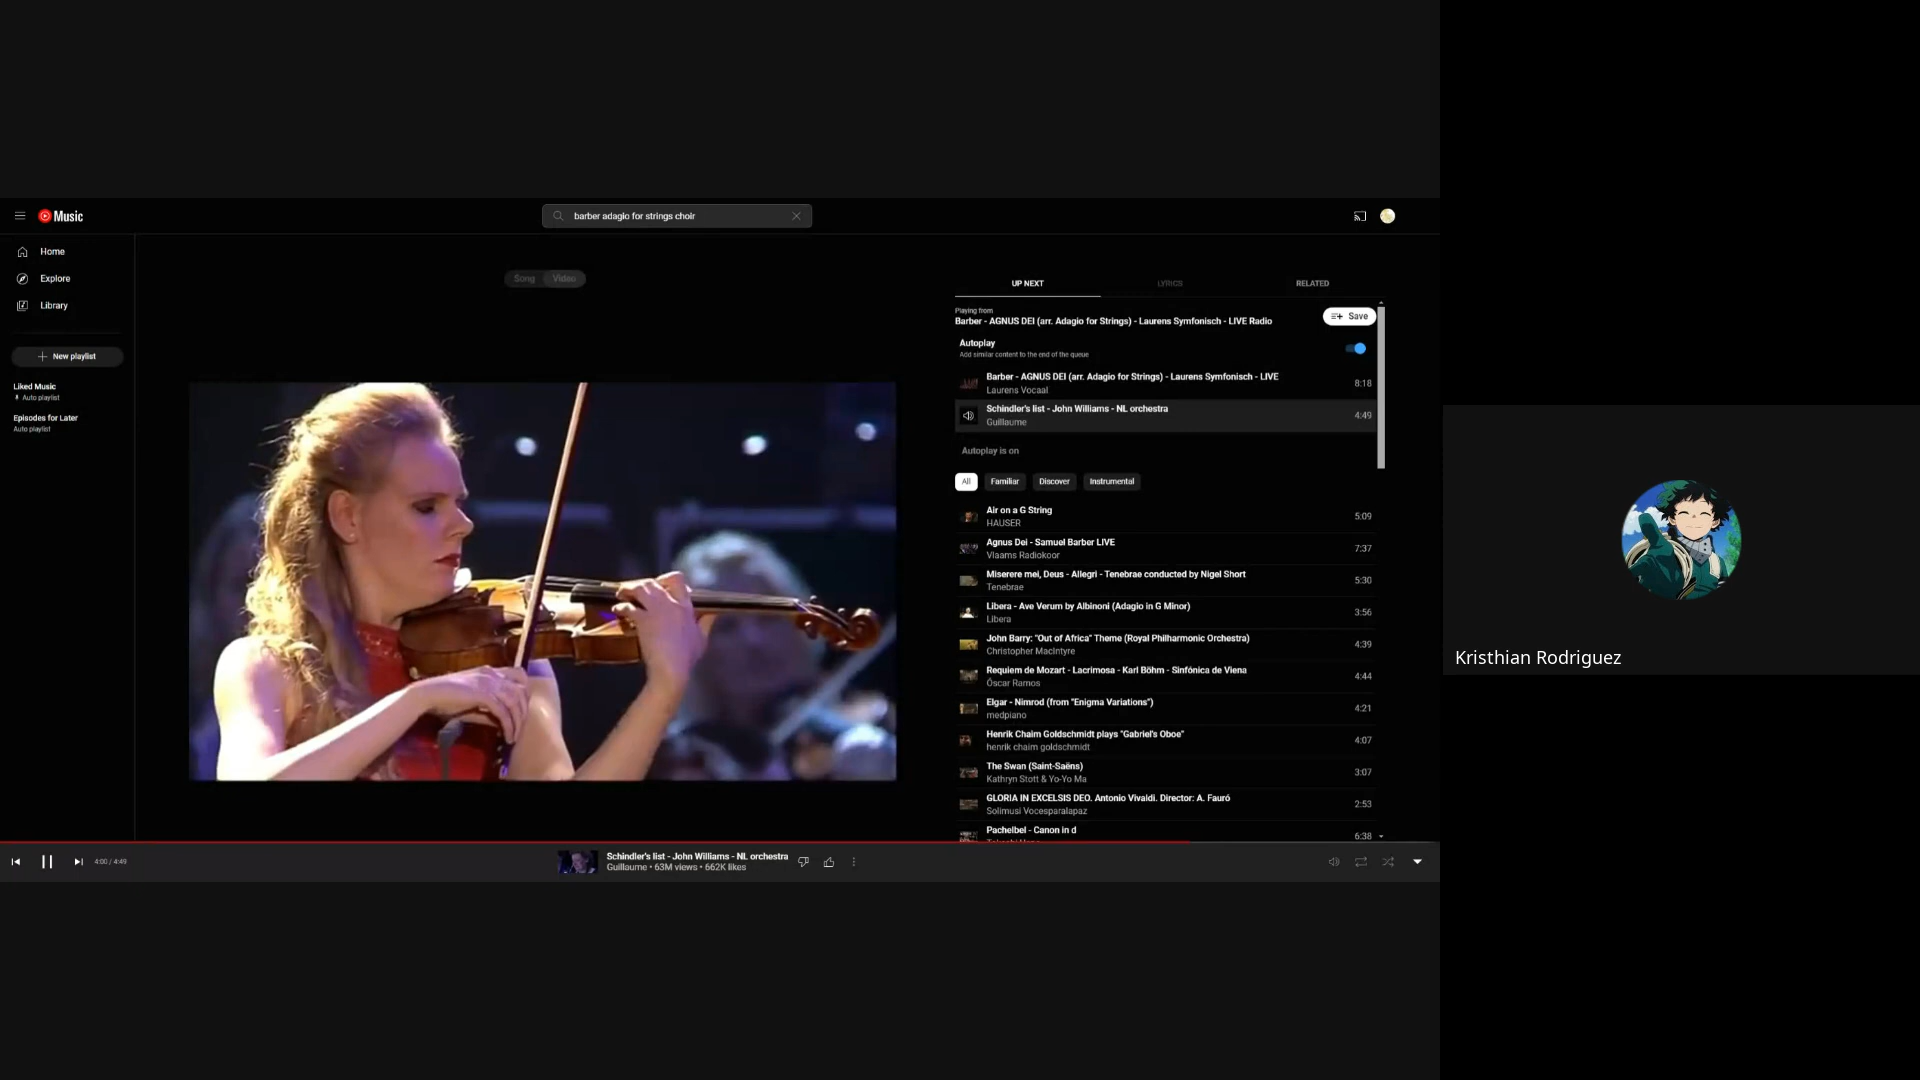 Music
barber adagio for strings choir
Home
Explore
Library
New playlist
Liked Music
Auto playlist
Episodes for Later
Auto playlist
Song
Video
UP NEXT
LYRICS
RELATED
Playing from
Barber - AGNUS DEI (arr. Adagio for Strings) - Laurens Symfonisch - LIVE Radio
Save
Autoplay
Add similar content to the end of the queue
Barber - AGNUS DEI (arr. Adagio for Strings) - Laurens Symfonisch - LIVE
Laurens Vocaal
8:18
Schindler's list - John Williams - NL orchestra
Guillaume
4:49
Autoplay is on
All
Familiar
Discover
Instrumental
Air on a G String
HAUSER
5:09
Agnus Dei - Samuel Barber LIVE
Vlaams Radiokoor
7:37
Miserere mei, Deus - Allegri - Tenebrae conducted by Nigel Short
Tenebrae
5:30
Libera - Ave Verum by Albinoni (Adagio in G Minor)
Libera
3:56
John Barry: "Out of Africa" Theme (Royal Philharmonic Orchestra)
Christopher MacIntyre
4:39
Requiem de Mozart - Lacrimosa - Karl Böhm - Sinfónica de Viena
Óscar Ramos
4:44
Elgar - Nimrod (from "Enigma Variations")
medpiano
4:21
Henrik Chaim Goldschmidt plays "Gabriel's Oboe"
henrik chaim goldschmidt
4:07
The Swan (Saint-Saëns)
Kathryn Stott & Yo-Yo Ma
3:07
GLORIA IN EXCELSIS DEO. Antonio Vivaldi. Director: A. Fauró
Solimusi Vocesparalapaz
2:53
Pachelbel - Canon in d
6:38
4:00 / 4:49
Schindler's list - John Williams - NL orchestra
Guillaume • 63M views • 662K likes
Kristhian Rodriguez